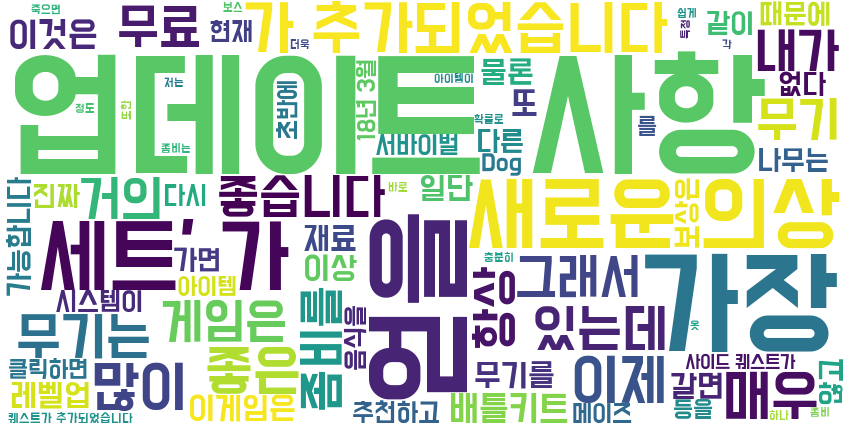 죽으면
보스
이것은
무료
현재
가 추가되었습니다
더욱
쉽게
특정
같이
각
때문에
내가
없다
업데이트 사항
저는
정도
또한
좀비는
초반에
18년 3월
아이템이
물론
또
확률로
서바이벌
다른
Dog
를
무기
나무는
진짜
거의
다시
좋습니다
바로
일단
새로운
보상은
의상
가능합니다
세트' 가
가면
재료
이상
얻을
충분히
항상
그래서
가장
옷
시스템이
아이템
게임은
좀비를
음식을
있는데
무기는
좋은
클릭하면
많이
레벨업
이게임은
추천하고
배틀키트
무기를
메이즈
이제
사이드 퀘스트가
갈면
등을
매우
않고
하나
좀비
퀘스트가 추가되었습니다